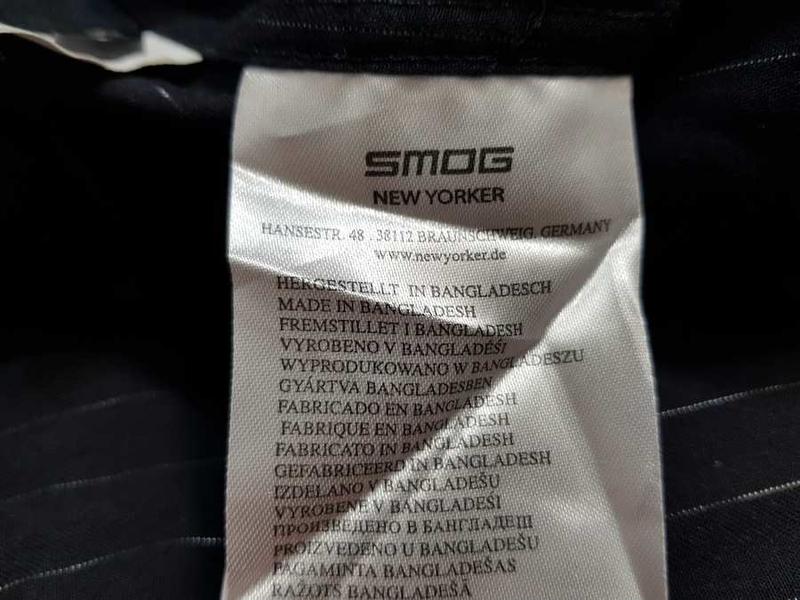 SMOG
NEW YORKER
HANSESTR. 48 . 38112 BRAUNSCHWEIG, GERMANY
www.newyorker.de
HERGESTELLT IN BANGLADESCH
MADE IN BANGLADESH
FREMSTILLET I BANGLADESH
VYROBENO V BANGLADÉŠI
WYPRODUKOWANO W BANGLADESZU
GYÁRTVA BANGLADESBEN
FABRICADO EN BANGLADESH
FABRIQUE EN BANGLADESH
FABRICATO IN BANGLADESH
GEFABRICEERD IN BANGLADESH
IZDELANO V BANGLADEŠU
VYROBENÉ V BANGLADEŠI
ПРОИЗВЕДЕНО В БАНГЛАДЕШ
PROIZVEDENO U BANGLADEŠU
PAGAMINTA BANGLADEŠAS
RAŽOTS BANGLADEŠĀ